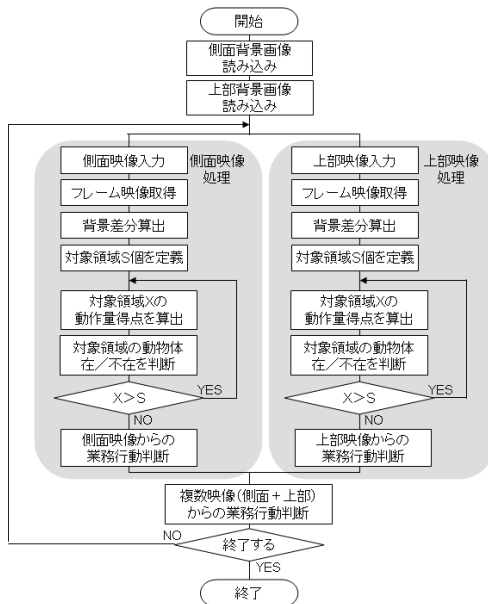 開始
側面背景画像
読み込み
上部背景画像
読み込み
側面映像入力
側面映像
処理
フレーム映像取得
背景差分算出
対象領域S個を定義
対象領域Xの
動作量得点を算出
対象領域の動物体
在／不在を判断
X＞S
YES
NO
側面映像からの
業務行動判断
上部映像入力
上部映像
処理
フレーム映像取得
背景差分算出
対象領域S個を定義
対象領域Xの
動作量得点を算出
対象領域の動物体
在／不在を判断
X＞S
YES
NO
上部映像からの
業務行動判断
複数映像(側面＋上部)
からの業務行動判断
NO
終了する
YES
終了